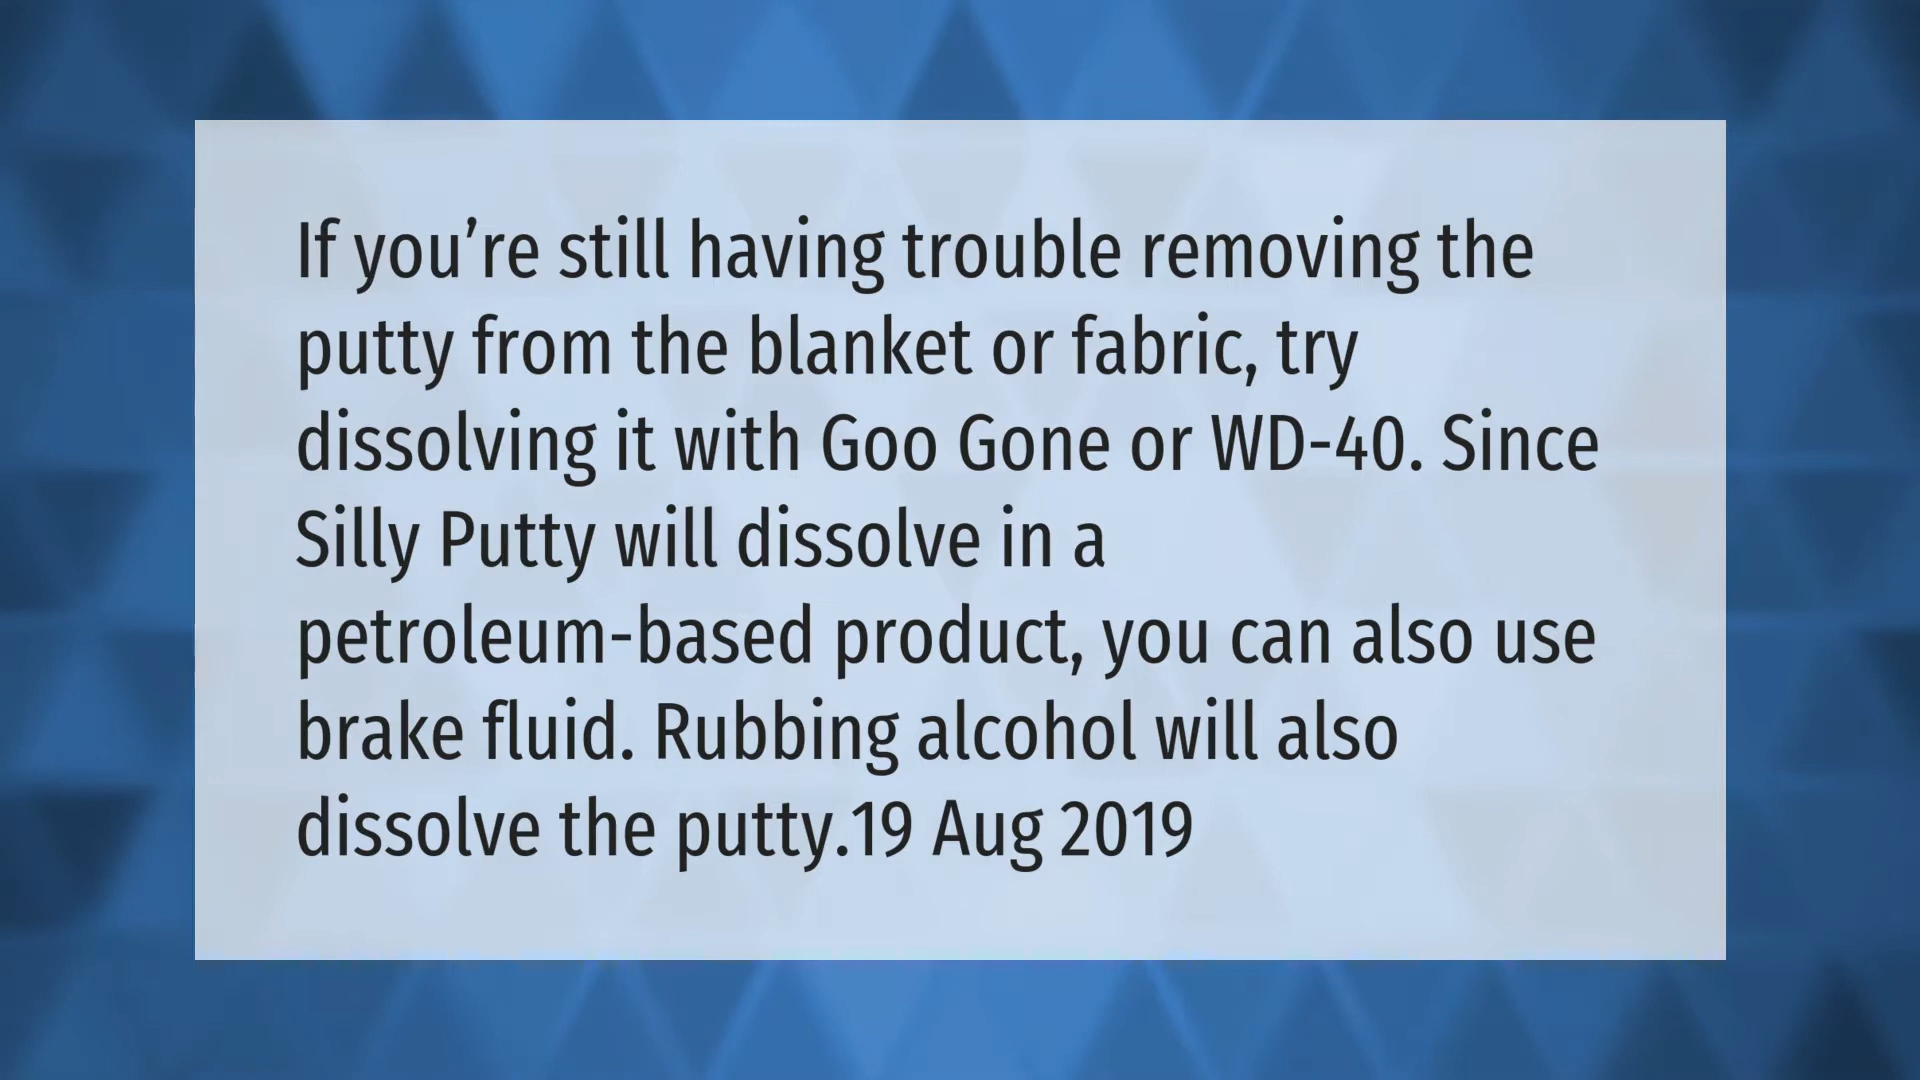 If you’re still having trouble removing the
putty from the blanket or fabric, try
dissolving it with Goo Gone or WD-40. Since
Silly Putty will dissolve in a
petroleum-based product, you can also use
brake fluid. Rubbing alcohol will also
dissolve the putty.19 Aug 2019